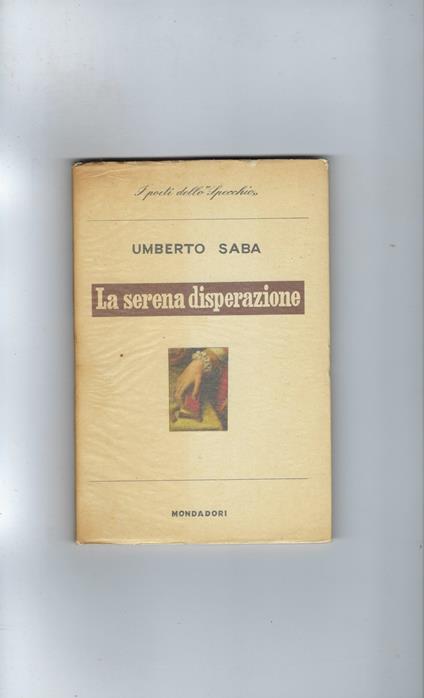 I poeti dello "Specchio„
UMBERTO SABA
La serena disperazione
MONDADORI